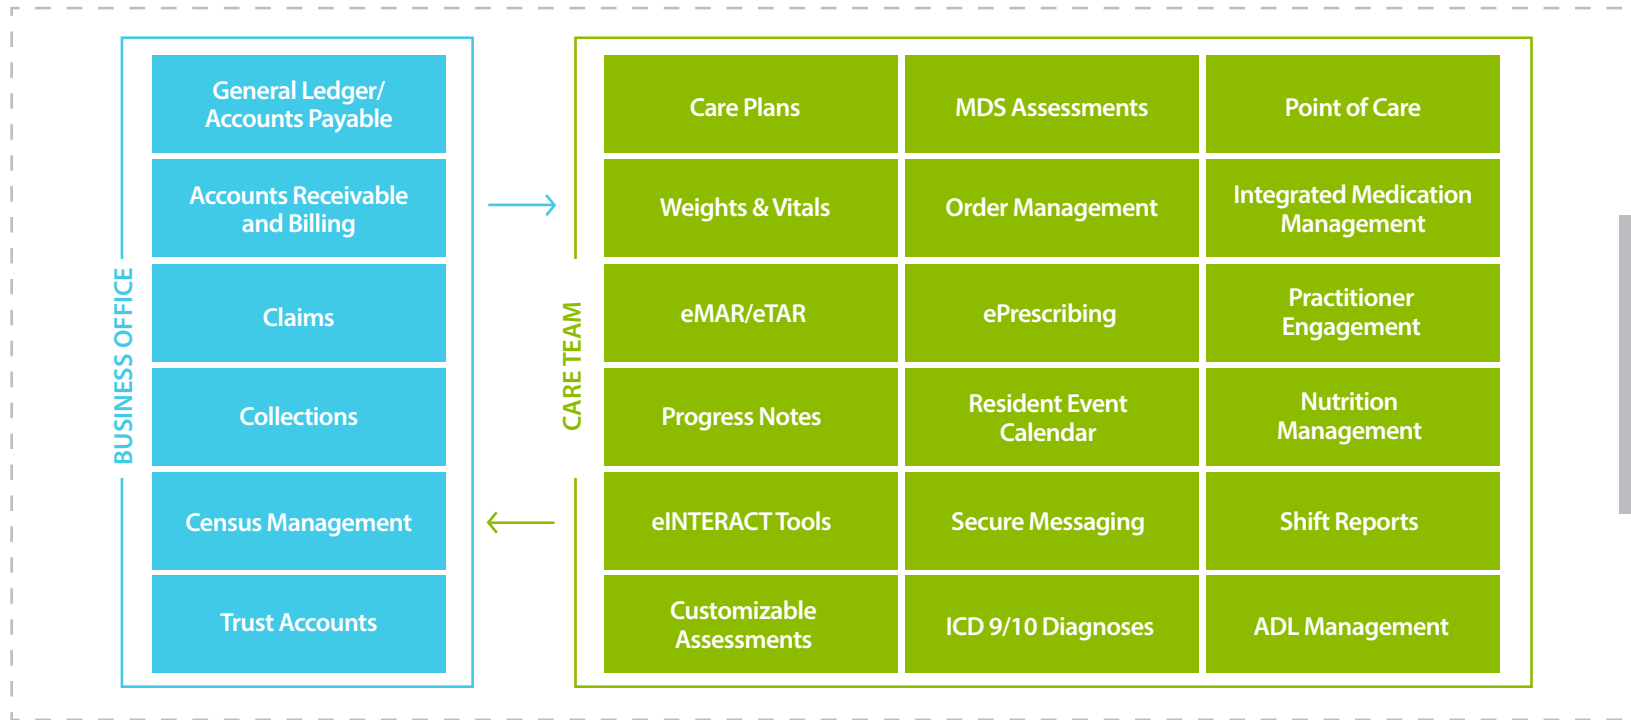 BUSINESS OFFICE
General Ledger/
Accounts Payable
Accounts Receivable
and Billing
Claims
Collections
Census Management
Trust Accounts
CARE TEAM
Care Plans
MDS Assessments
Point of Care
Weights & Vitals
Order Management
Integrated Medication
Management
eMAR/eTAR
ePrescribing
Practitioner
Engagement
Progress Notes
Resident Event
Calendar
Nutrition
Management
eINTERACT Tools
Secure Messaging
Shift Reports
Customizable
Assessments
ICD 9/10 Diagnoses
ADL Management